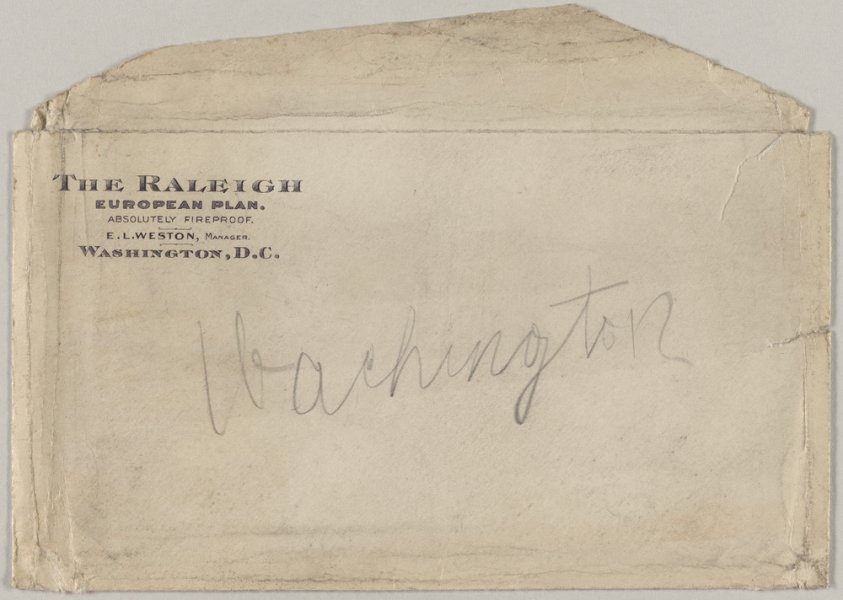 THE RALEIGH
EUROPEAN PLAN.
ABSOLUTELY FIREPROOF.
E.L.WESTON, MANAGER.
WASHINGTON, D.C.
Washington